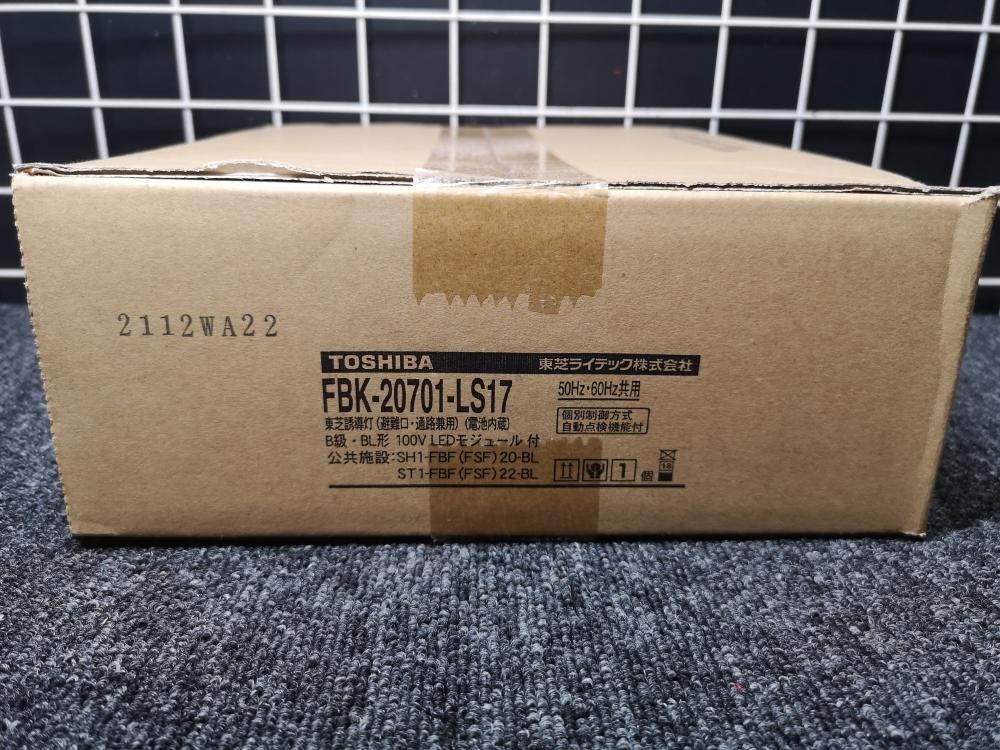 2112WA22
TOSHIBA 東芝ライテック株式会社
FBK-20701-LS17
50Hz・60Hz共用
東芝誘導灯(避難口・通路兼用)(電池内蔵)
個別制御方式
自動点検機能付
B級・BL形 100V LEDモジュール付
公共施設:SH1-FBF(FSF)20-BL
ST1-FBF(FSF)22-BL
1個
18